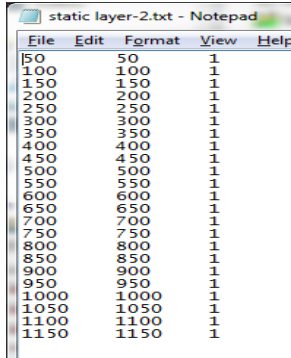 static layer-2.txt - Notepad
File Edit Format View Help
50 50 1
100 100 1
150 150 1
200 200 1
250 250 1
300 300 1
350 350 1
400 400 1
450 450 1
500 500 1
550 550 1
600 600 1
650 650 1
700 700 1
750 750 1
800 800 1
850 850 1
900 900 1
950 950 1
1000 1000 1
1050 1050 1
1100 1100 1
1150 1150 1